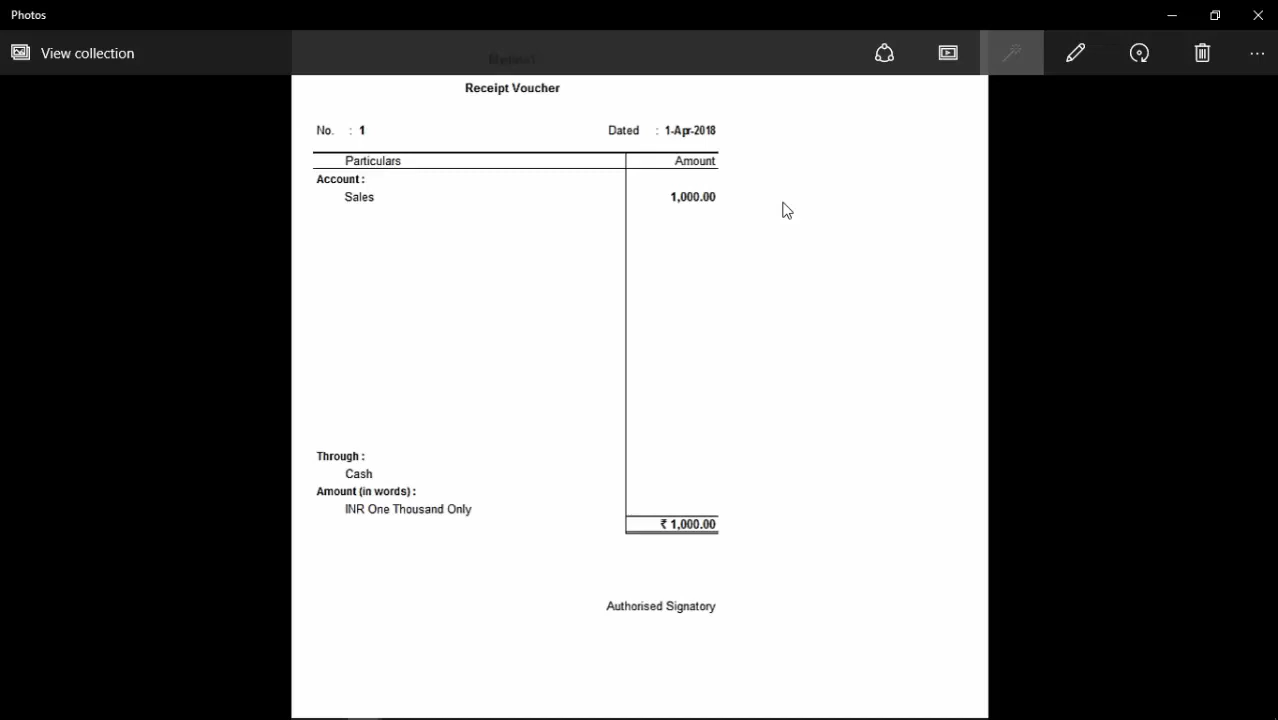 Photos
View collection
Receipt Voucher
No. : 1 Dated : 1-Apr-2018
Particulars Amount
Account :
Sales 1,000.00
Through :
Cash
Amount (in words) :
INR One Thousand Only
₹ 1,000.00
Authorised Signatory